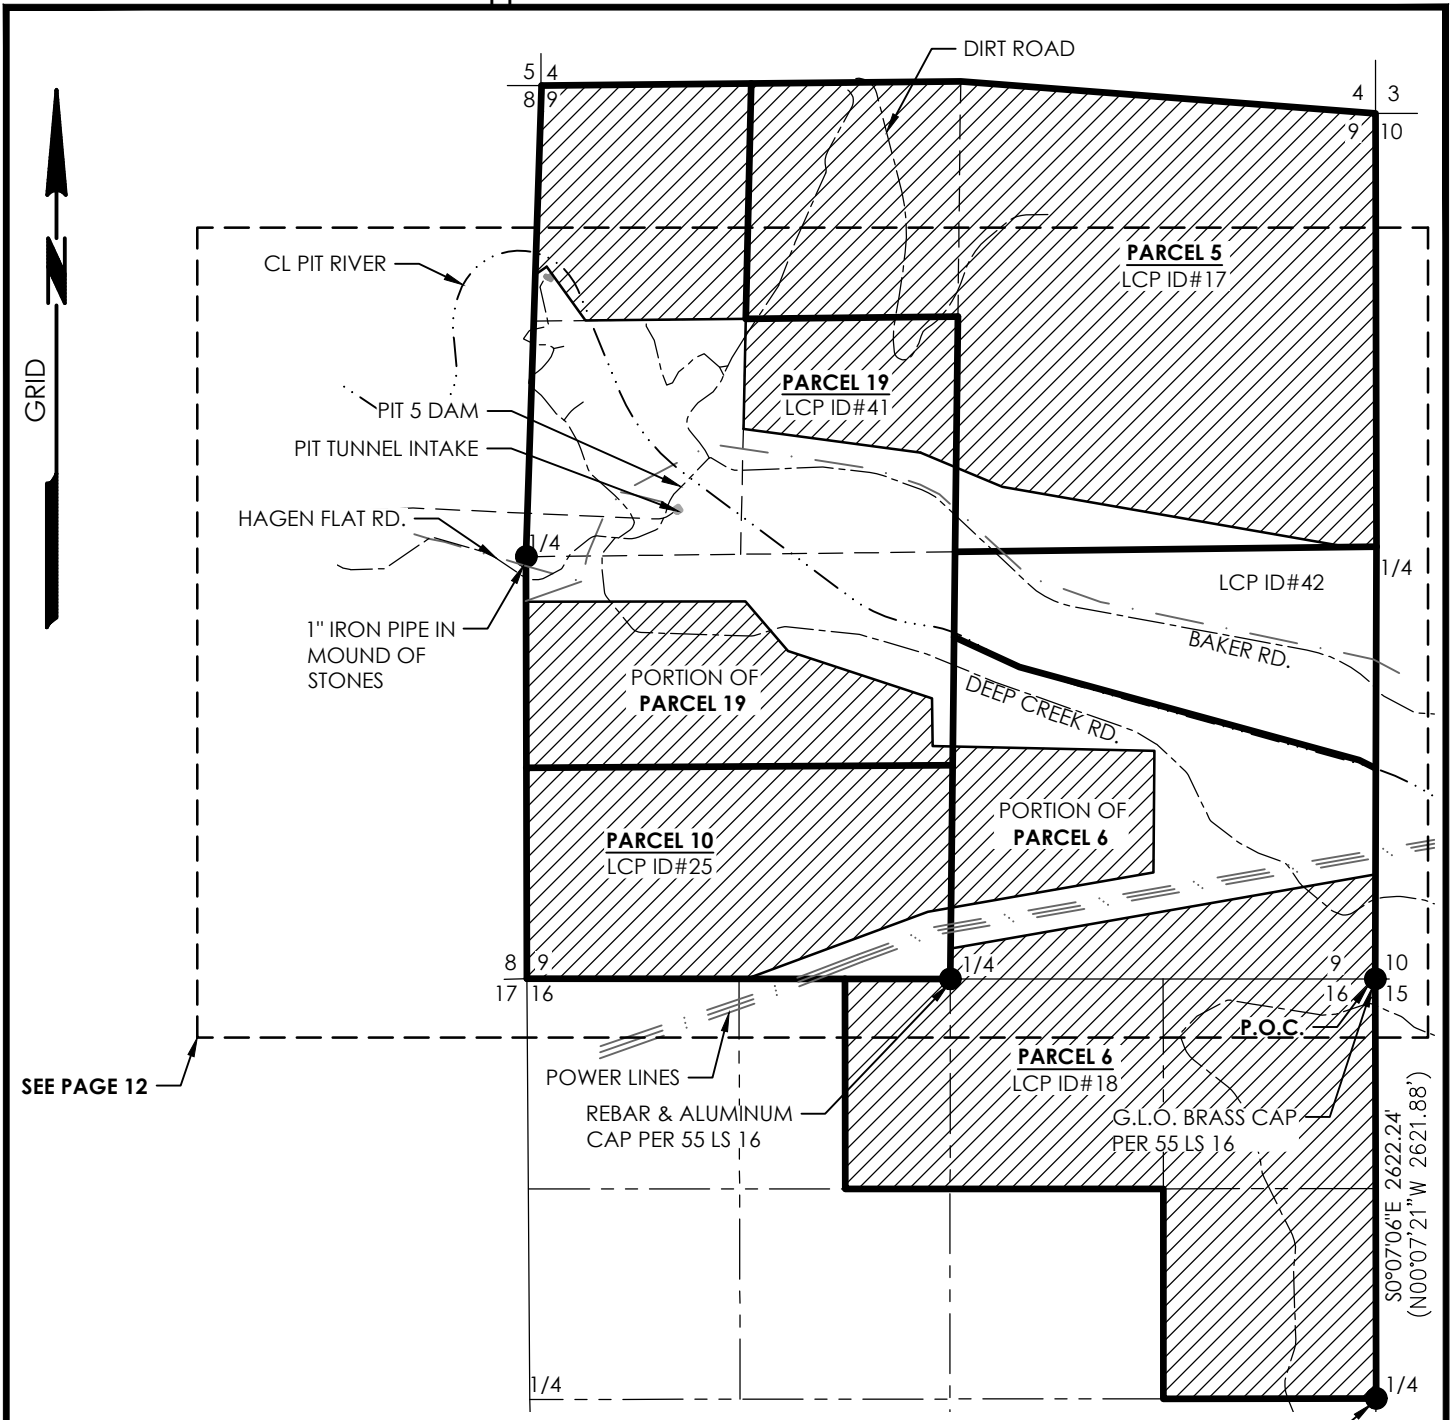 DIRT ROAD
5 4
8 9
4 3
9 10
N
GRID
CL PIT RIVER
PARCEL 5
LCP ID#17
PARCEL 19
LCP ID#41
PIT 5 DAM
PIT TUNNEL INTAKE
HAGEN FLAT RD.
1/4
1/4
LCP ID#42
1" IRON PIPE IN
MOUND OF
STONES
BAKER RD.
PORTION OF
PARCEL 19
DEEP CREEK RD.
PORTION OF
PARCEL 6
PARCEL 10
LCP ID#25
8 9
17 16
1/4
9 10
16 15
P.O.C.
SEE PAGE 12
POWER LINES
PARCEL 6
LCP ID#18
REBAR & ALUMINUM
CAP PER 55 LS 16
G.L.O. BRASS CAP
PER 55 LS 16
S0°07'06"E 2622.24'
(N00°07'21"W 2621.88')
1/4
1/4